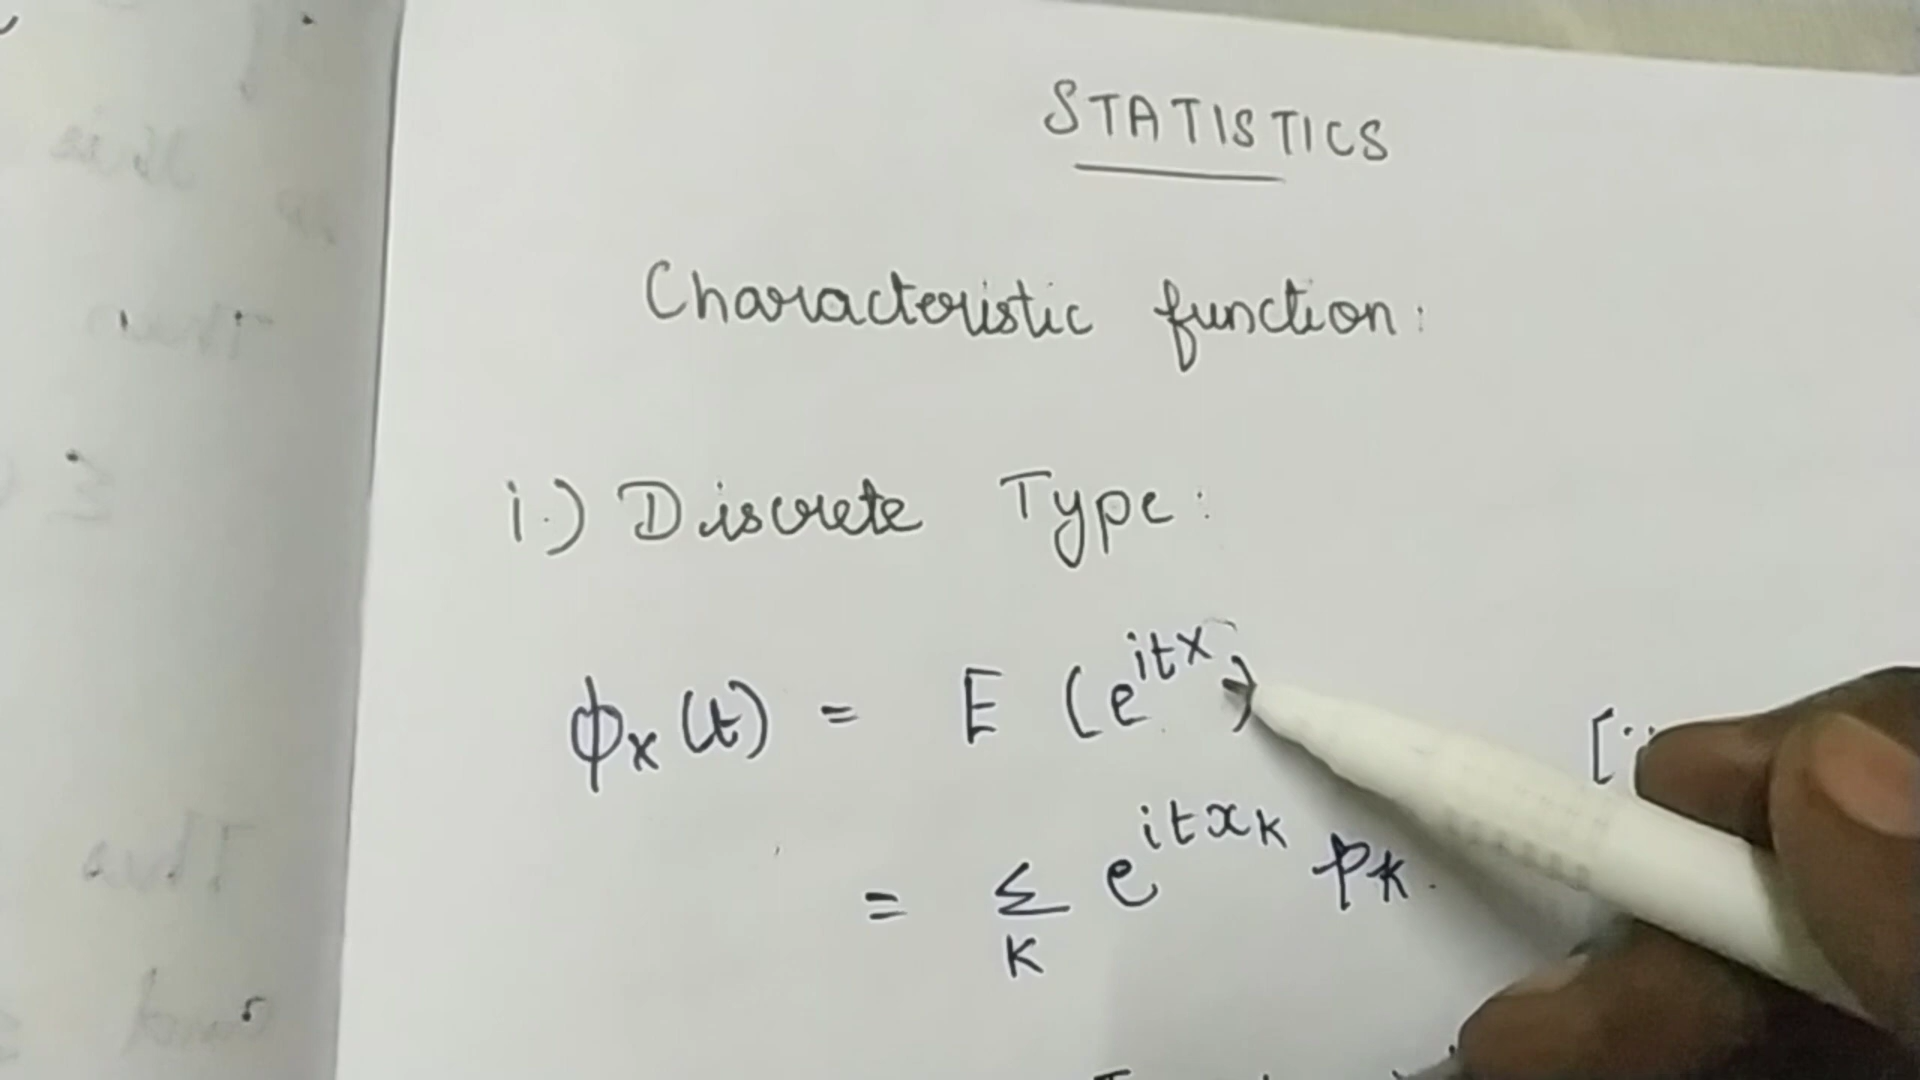 STATISTICS
Characteristic function:
i.) Discrete Type:
ϕₓ(t) = E (e^{itX})
= Σ_K e^{itx_K} p_K.
[∵